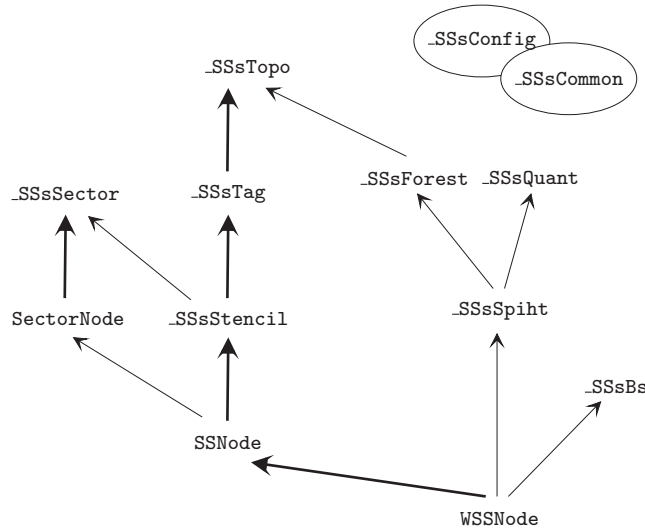 _SSsConfig
_SSsTopo
_SSsCommon
_SSsForest
_SSsQuant
_SSsSector
_SSsTag
SectorNode
_SSsStencil
_SSsSpiht
_SSsBs
SSNode
WSSNode